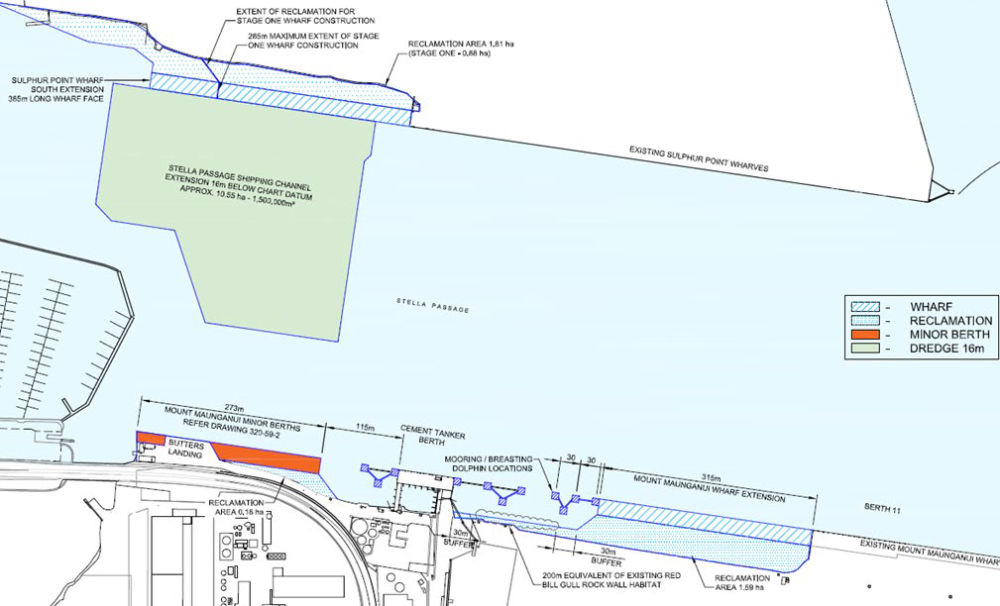 EXTENT OF RECLAMATION FOR
STAGE ONE WHARF CONSTRUCTION
285m MAXIMUM EXTENT OF STAGE
ONE WHARF CONSTRUCTION
RECLAMATION AREA 1,81 ha
(STAGE ONE - 0,88 ha)
SULPHUR POINT WHARF
SOUTH EXTENSION
385m LONG WHARF FACE
EXISTING SULPHUR POINT WHARVES
STELLA PASSAGE SHIPPING CHANNEL
EXTENSION 16m BELOW CHART DATUM
APPROX. 10.55 ha - 1,500,000m³
STELLA PASSAGE
WHARF
RECLAMATION
MINOR BERTH
DREDGE 16m
273m
MOUNT MAUNGANUI MINOR BERTHS
REFER DRAWING 320-59-2
115m
CEMENT TANKER
BERTH
BUTTERS
LANDING
MOORING / BREASTING
DOLPHIN LOCATIONS
30
30
315m
MOUNT MAUNGANUI WHARF EXTENSION
BERTH 11
RECLAMATION
AREA 0,18 ha
30m
BUFFER
30m
BUFFER
EXISTING MOUNT MAUNGANUI WHAR
200m EQUIVALENT OF EXISTING RED
BILL GULL ROCK WALL HABITAT
RECLAMATION
AREA 1.59 ha